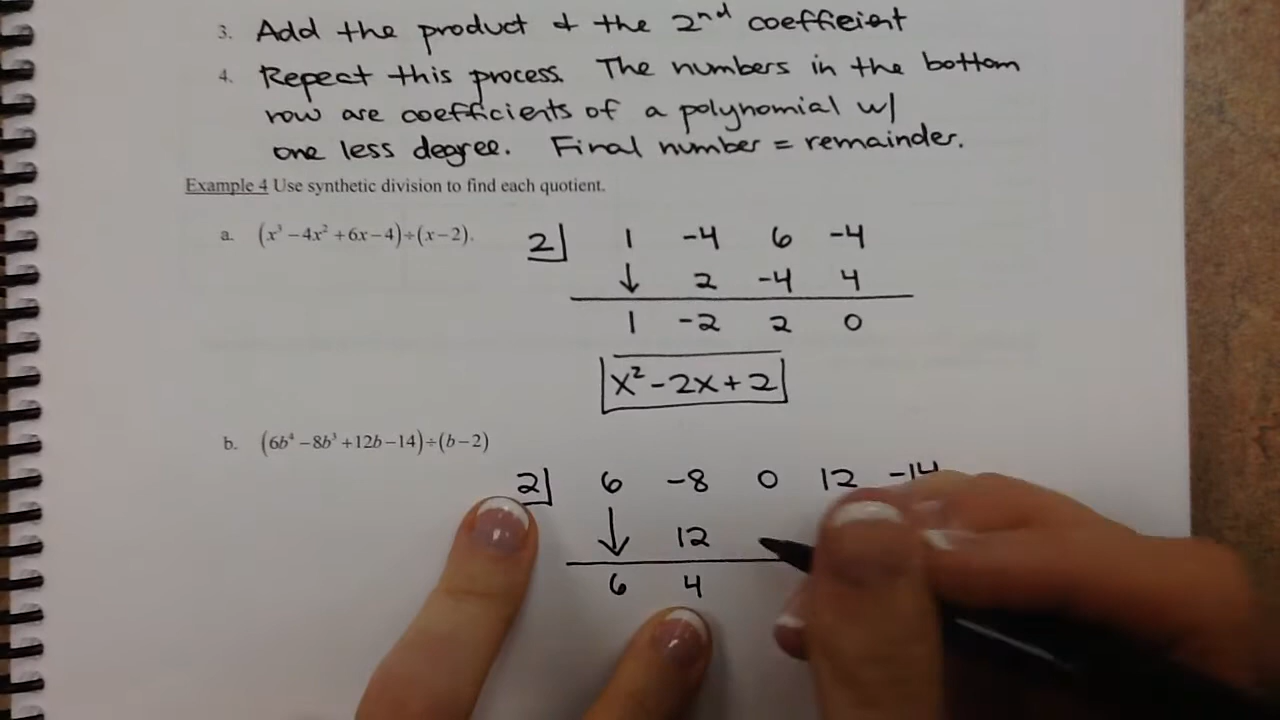 3. Add the product & the 2nd coefficient
4. Repeat this process. The numbers in the bottom
row are coefficients of a polynomial w/
one less degree. Final number = remainder.
Example 4 Use synthetic division to find each quotient.
a. (x³ − 4x² + 6x − 4) ÷ (x − 2).
2| 1 -4 6 -4
↓ 2 -4 4
1 -2 2 0
x² - 2x + 2
b. (6b⁴ − 8b³ + 12b − 14) ÷ (b − 2)
2| 6 -8 0 12 -14
↓ 12
6 4